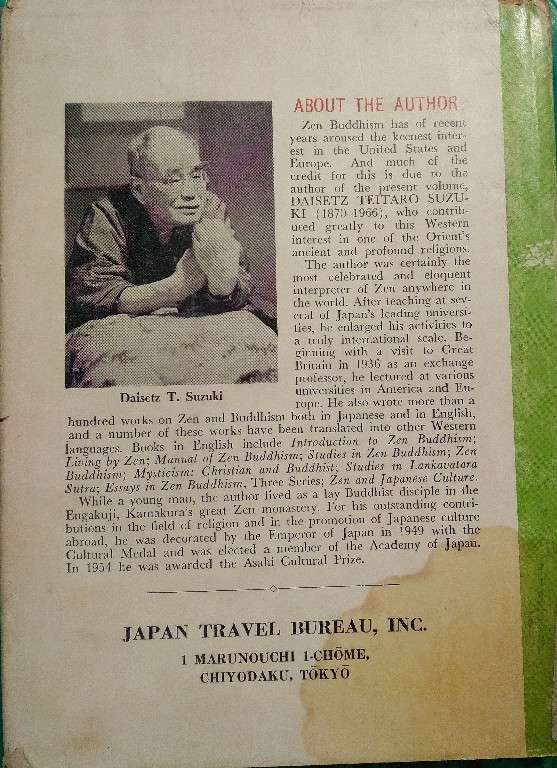 ABOUT THE AUTHOR
Zen Buddhism has of recent
years aroused the keenest inter-
est in the United States and
Europe. And much of the
credit for this is due to the
author of the present volume,
DAISETZ TEITARO SUZU-
KI (1870-1966), who contrib-
uted greatly to this Western
interest in one of the Orient's
ancient and profound religions.
The author was certainly the
most celebrated and eloquent
interpreter of Zen anywhere in
the world. After teaching at sev-
eral of Japan's leading universi-
ties, he enlarged his activities to
a truly international scale. Be-
ginning with a visit to Great
Britain in 1936 as an exchange
professor, he lectured at various
universities in America and Eu-
rope. He also wrote more than a
Daisetz T. Suzuki
hundred works on Zen and Buddhism both in Japanese and in English,
and a number of these works have been translated into other Western
languages. Books in English include Introduction to Zen Buddhism;
Living by Zen; Manual of Zen Buddhism; Studies in Zen Buddhism; Zen
Buddhism; Mysticism: Christian and Buddhist; Studies in Lankavatara
Sutra; Essays in Zen Buddhism, Three Series; Zen and Japanese Culture.
While a young man, the author lived as a lay Buddhist disciple in the
Engakuji, Kamakura's great Zen monastery. For his outstanding contri-
butions in the field of religion and in the promotion of Japanese culture
abroad, he was decorated by the Emperor of Japan in 1949 with the
Cultural Medal and was elected a member of the Academy of Japan.
In 1954 he was awarded the Asahi Cultural Prize.
JAPAN TRAVEL BUREAU, INC.
1 MARUNOUCHI 1-CHŌME,
CHIYODAKU, TŌKYŌ